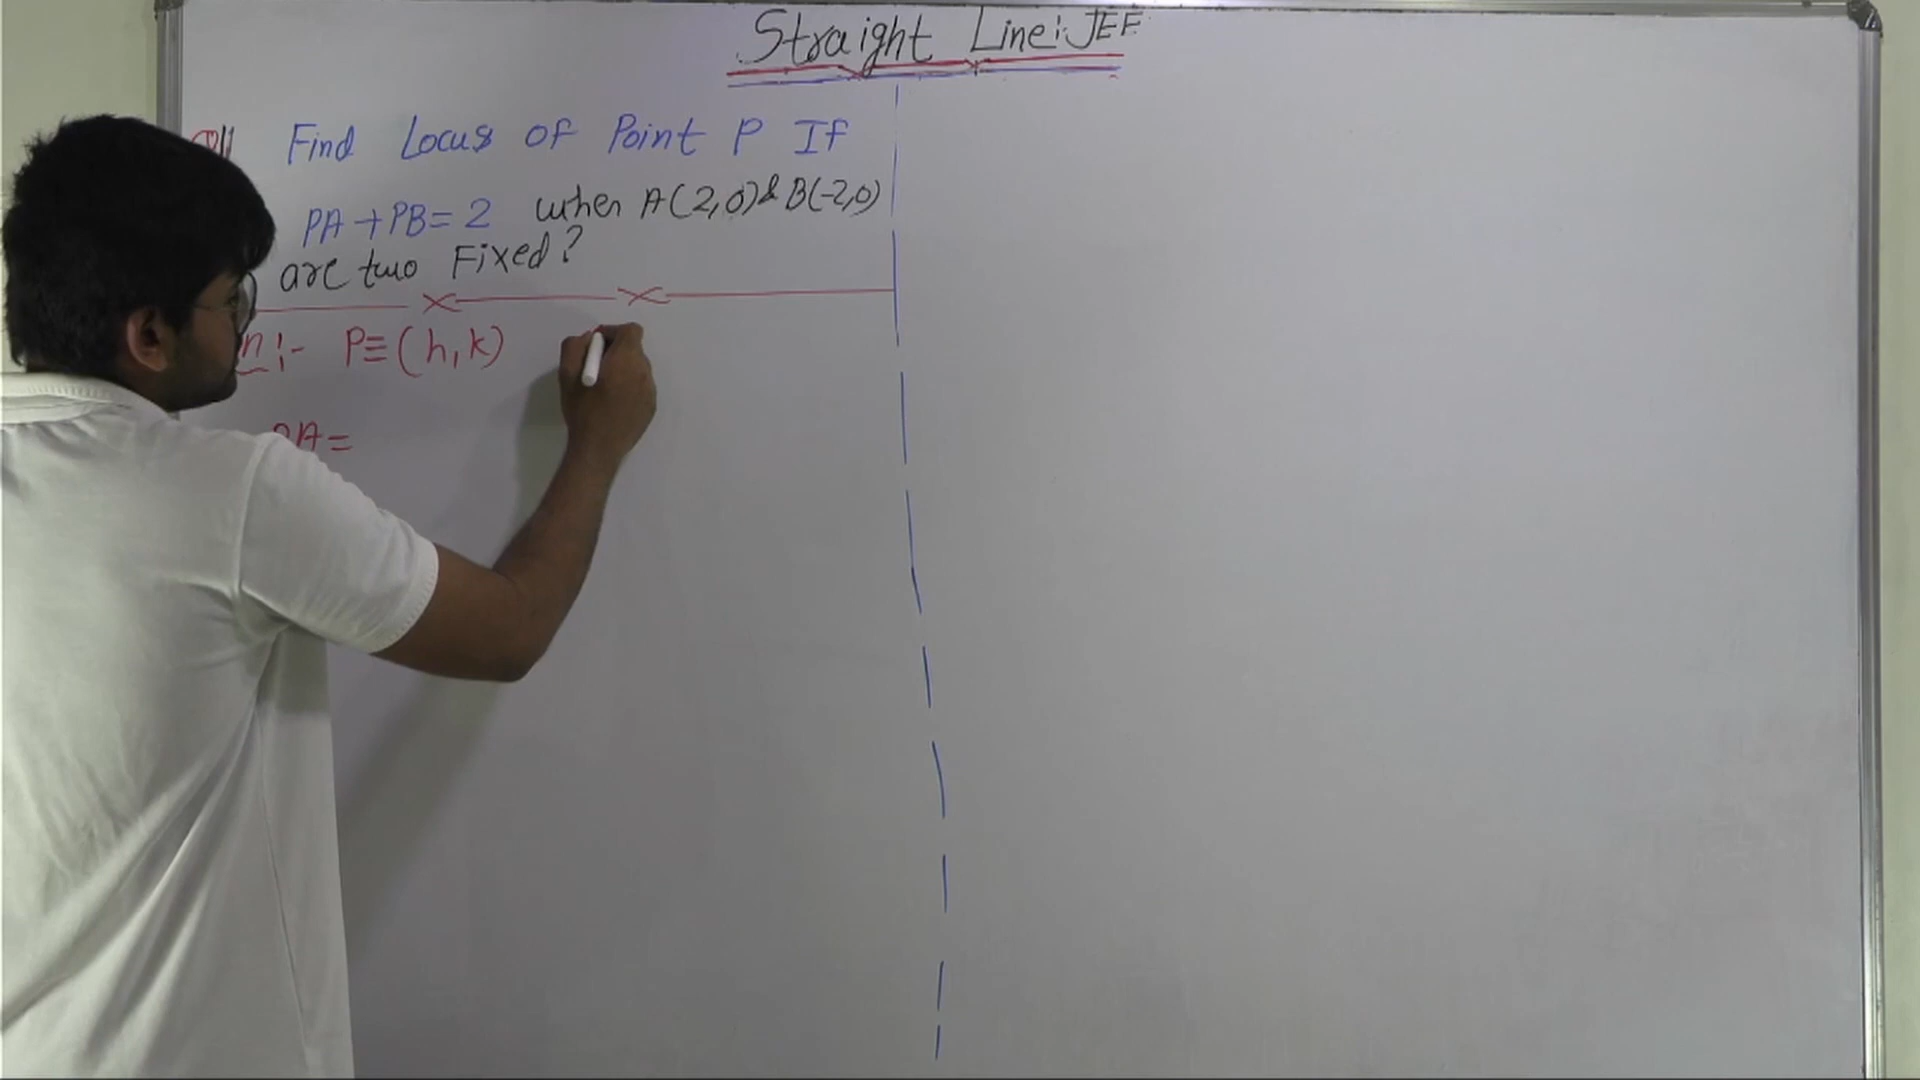 Straight Line:JEE
Q11 Find Locus of Point P If
PA+PB=2 when A(2,0)&B(-2,0)
are two Fixed?
n:- P≡(h,k)
PA=